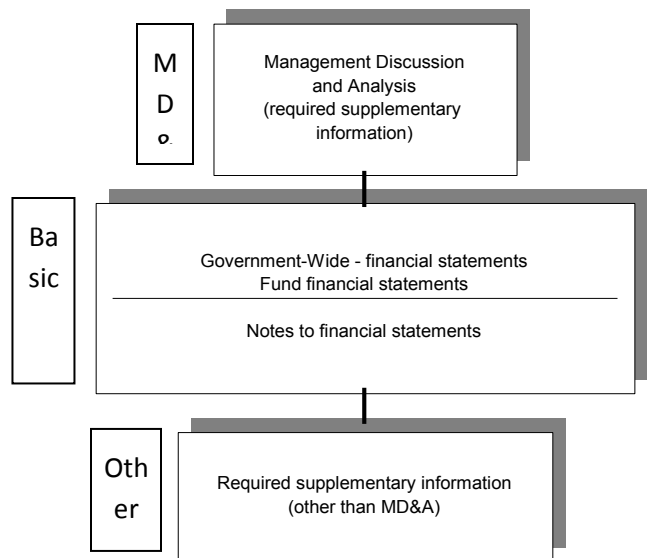 M
D
Management Discussion
and Analysis
(required supplementary
information)
Ba
sic
Government-Wide - financial statements
Fund financial statements
Notes to financial statements
Oth
er
Required supplementary information
(other than MD&A)